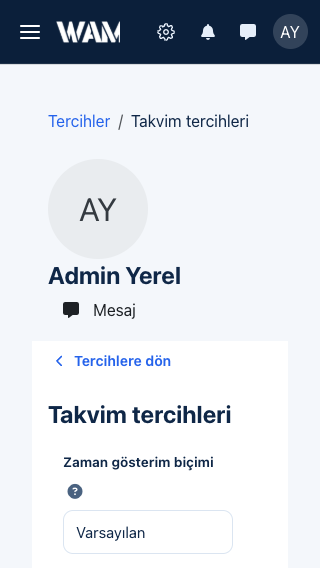 WAM
AY
Tercihler / Takvim tercihleri
AY
Admin Yerel
Mesaj
Tercihlere dön
Takvim tercihleri
Zaman gösterim biçimi
?
Varsayılan